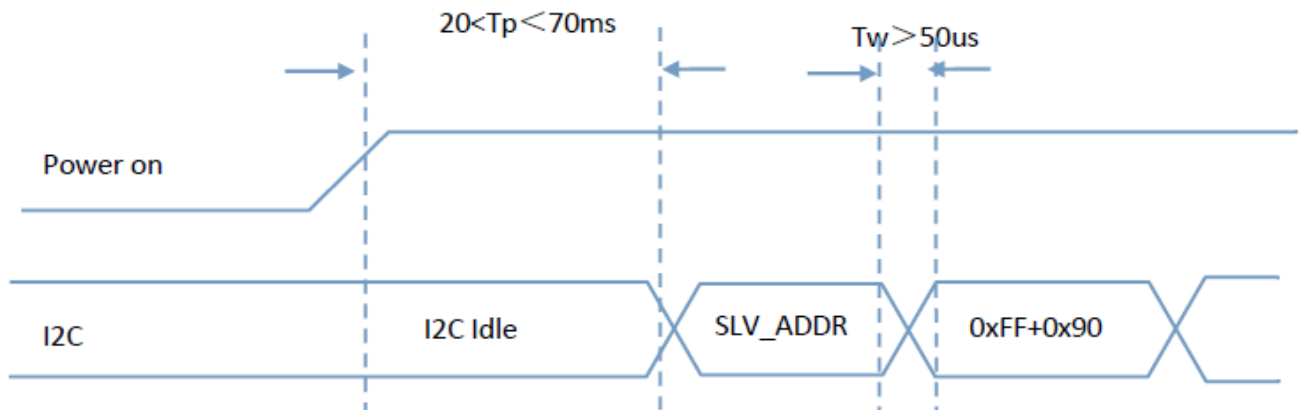 20<Tp＜70ms
Tw＞50us
Power on
I2C
I2C Idle
SLV_ADDR
0xFF+0x90